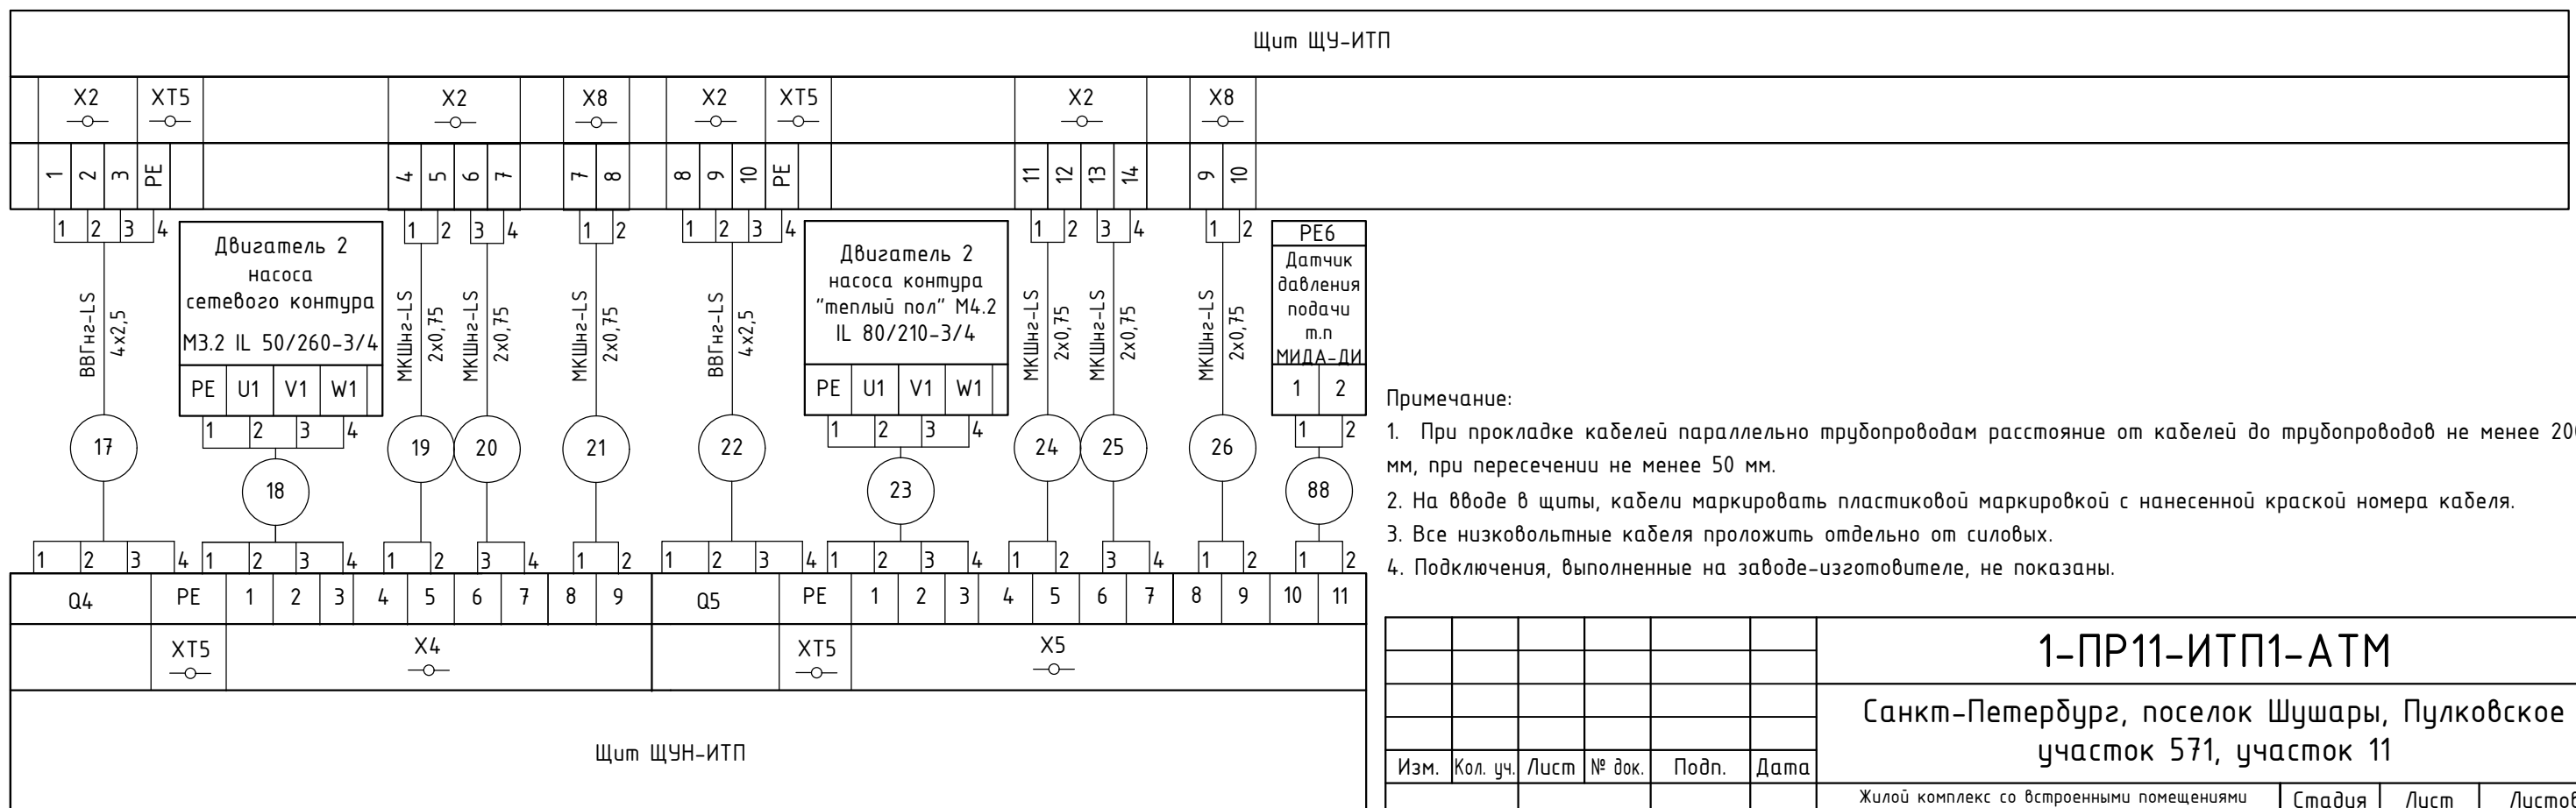 Щит ЩУ-ИТП
X2 XT5 X2 X8 X2 XT5 X2 X8
1 2 3 PE 4 5 6 7 7 8 8 9 10 PE 11 12 13 14 9 10
1 2 3 4 1 2 3 4 1 2 1 2 3 4 1 2 3 4 1 2
ВВГнг-LS
4x2,5
Двигатель 2
насоса
сетевого контура
М3.2 IL 50/260-3/4
PE U1 V1 W1
МКШнг-LS
2x0,75
МКШнг-LS
2x0,75
МКШнг-LS
2x0,75
ВВГнг-LS
4x2,5
Двигатель 2
насоса контура
"теплый пол" М4.2
IL 80/210-3/4
PE U1 V1 W1
МКШнг-LS
2x0,75
МКШнг-LS
2x0,75
МКШнг-LS
2x0,75
PE6
Датчик
давления
подачи
т.п
МИДА-ДИ
1 2
1 2 3 4 1 2 3 4 1 2
17 18 19 20 21 22 23 24 25 26 88
1 2 3 4 1 2 3 4 1 2 3 4 1 2 1 2 3 4 1 2 3 4 1 2 3 4 1 2 1 2
Q4 PE 1 2 3 4 5 6 7 8 9 Q5 PE 1 2 3 4 5 6 7 8 9 10 11
XT5 X4 XT5 X5
Щит ЩУН-ИТП
Примечание:
1. При прокладке кабелей параллельно трубопроводам расстояние от кабелей до трубопроводов не менее 20
мм, при пересечении не менее 50 мм.
2. На вводе в щиты, кабели маркировать пластиковой маркировкой с нанесенной краской номера кабеля.
3. Все низковольтные кабеля проложить отдельно от силовых.
4. Подключения, выполненные на заводе-изготовителе, не показаны.
1-ПР11-ИТП1-АТМ
Санкт-Петербург, поселок Шушары, Пулковское
участок 571, участок 11
Изм. Кол. уч. Лист № док. Подп. Дата
Жилой комплекс со встроенными помещениями
Стадия Лист Листов